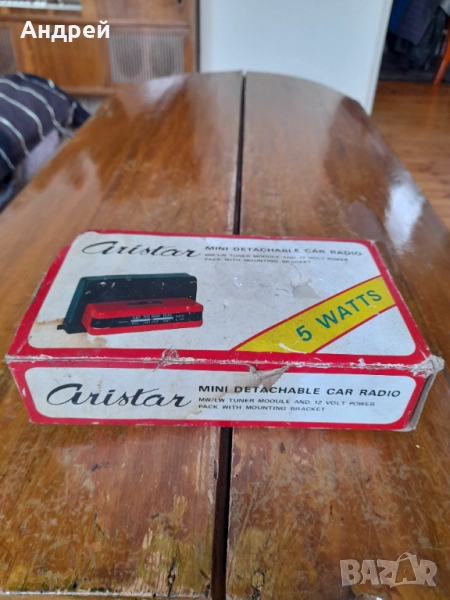 Андрей
Aristar
MINI DETACHABLE CAR RADIO
MW/LW TUNER MODULE AND 12 VOLT POWER
PACK WITH MOUNTING BRACKET
5 WATTS
Aristar
MINI DETACHABLE CAR RADIO
MW/LW TUNER MODULE AND 12 VOLT POWER
PACK WITH MOUNTING BRACKET
BAZAR